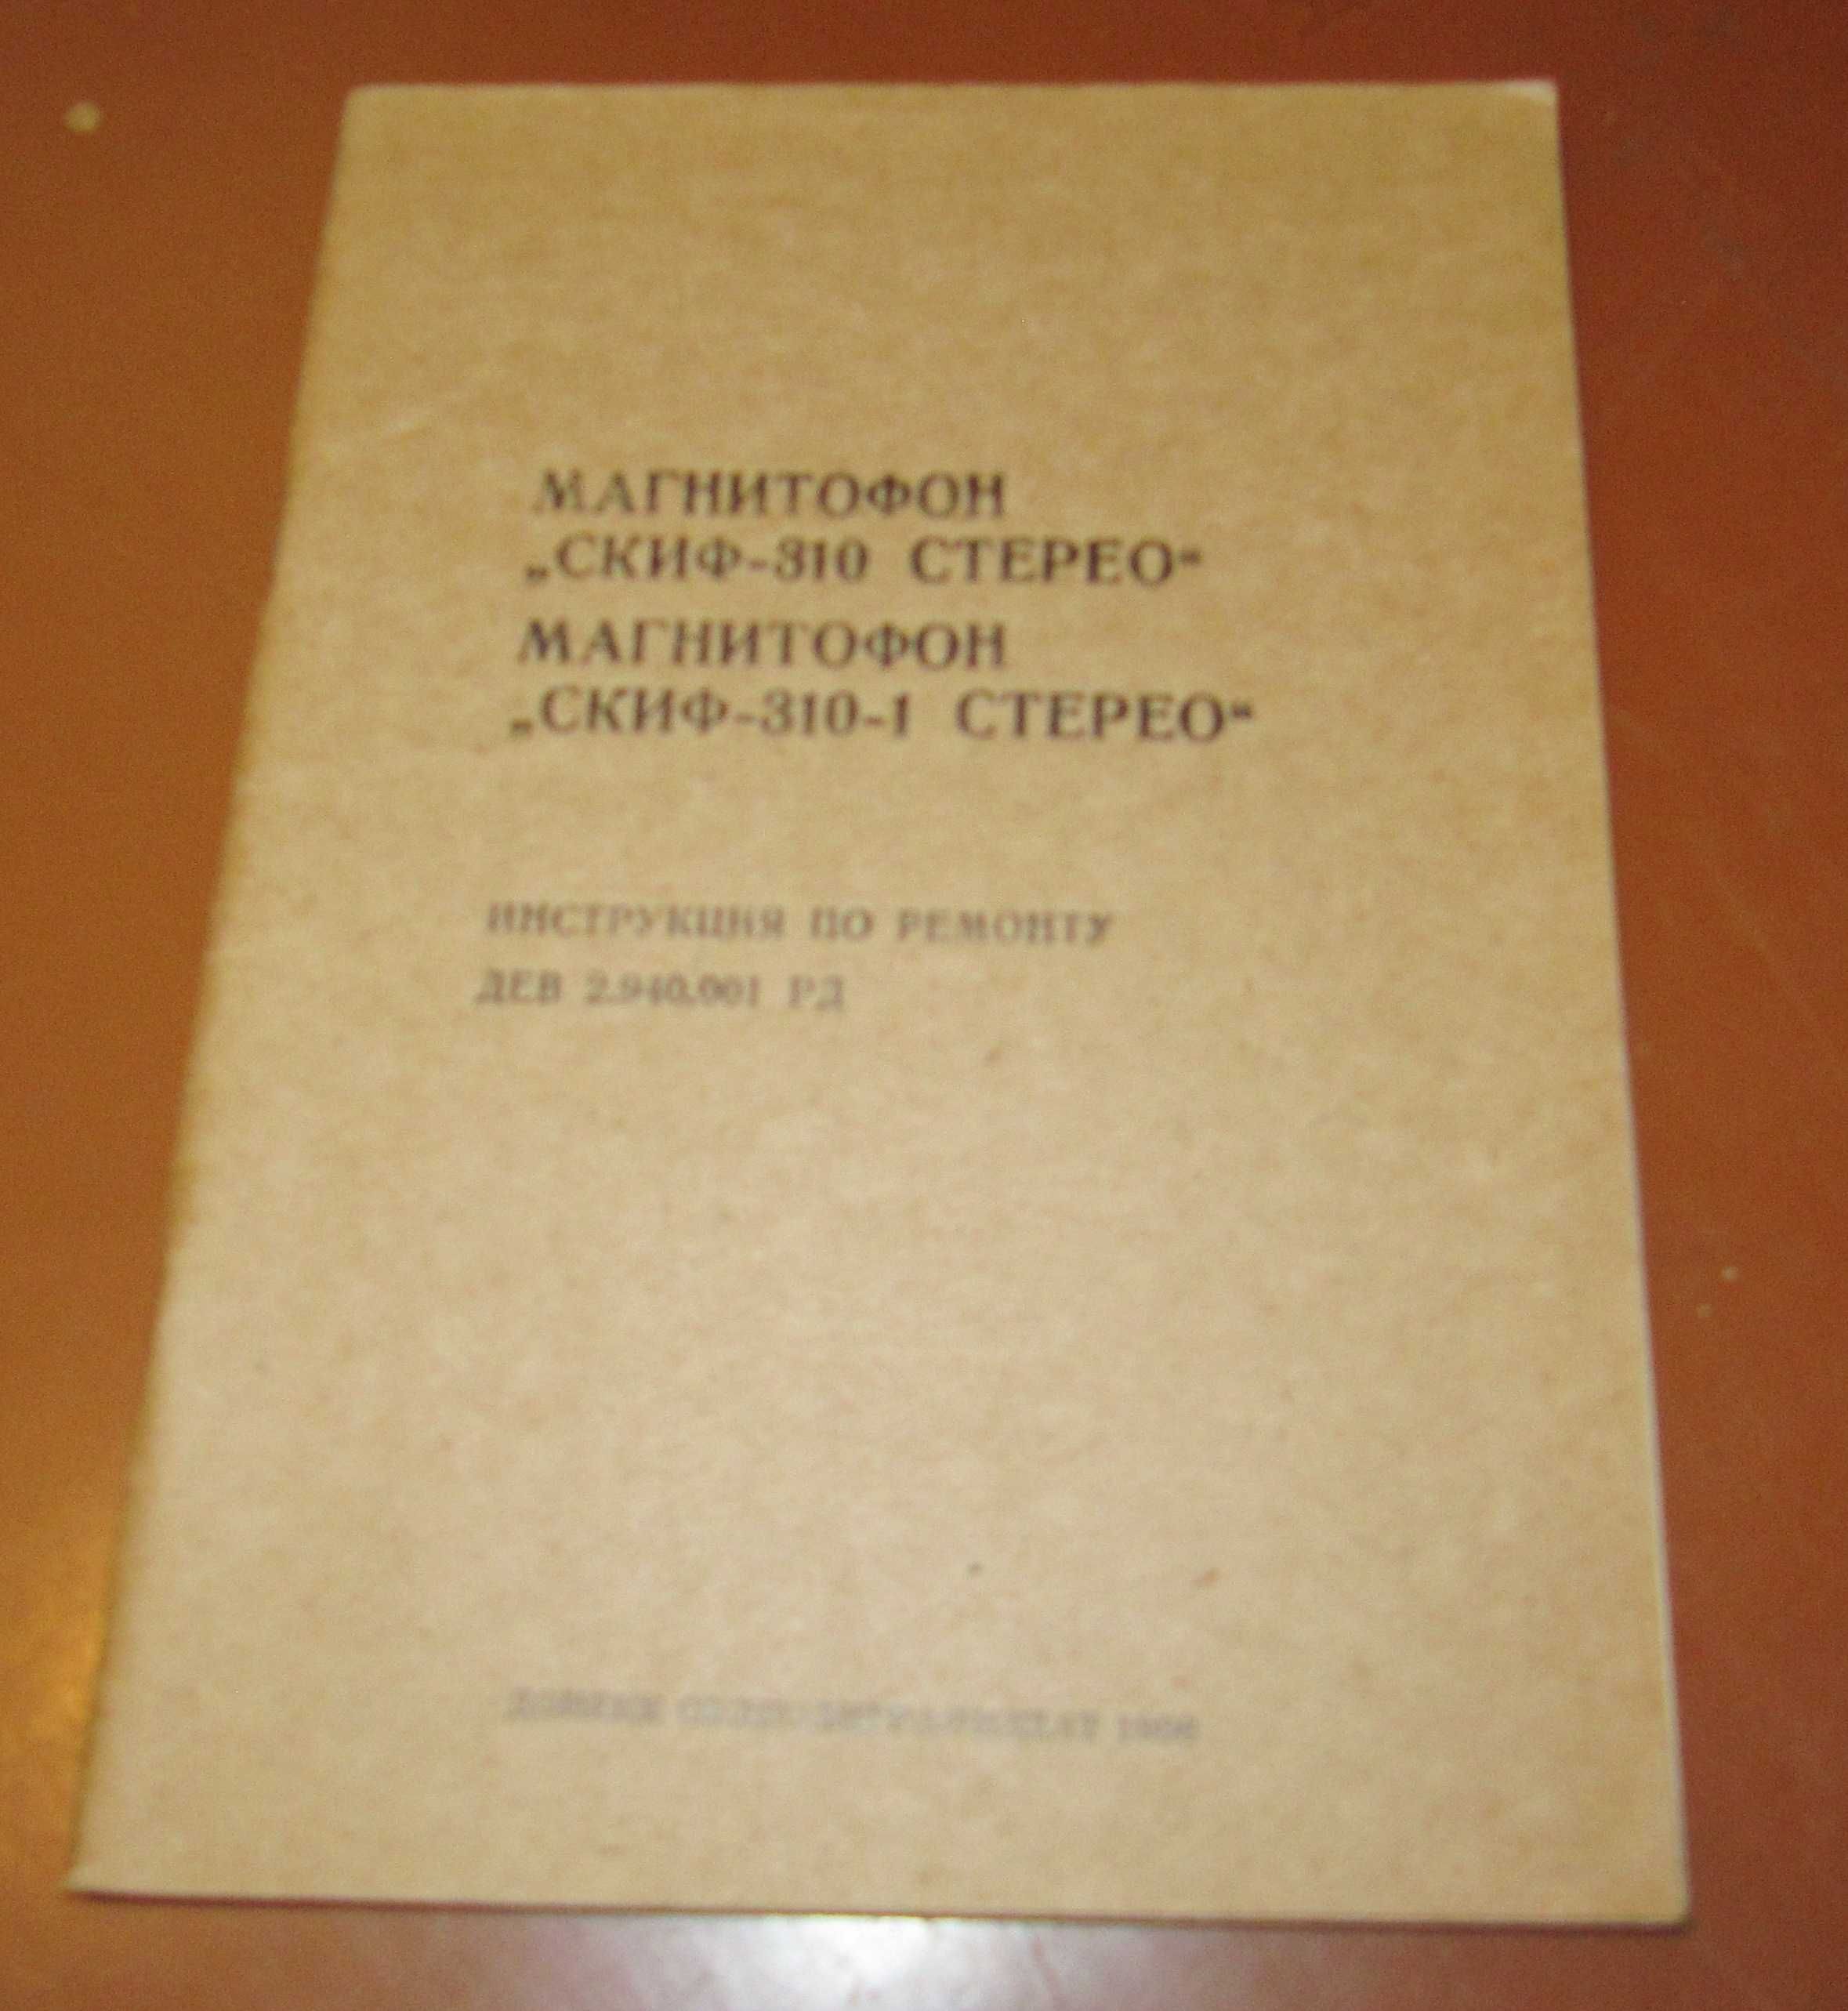 МАГНИТОФОН
„СКИФ-310 СТЕРЕО“
МАГНИТОФОН
„СКИФ-310-1 СТЕРЕО“
ИНСТРУКЦИЯ ПО РЕМОНТУ
ДЕВ 2.940.001 РД